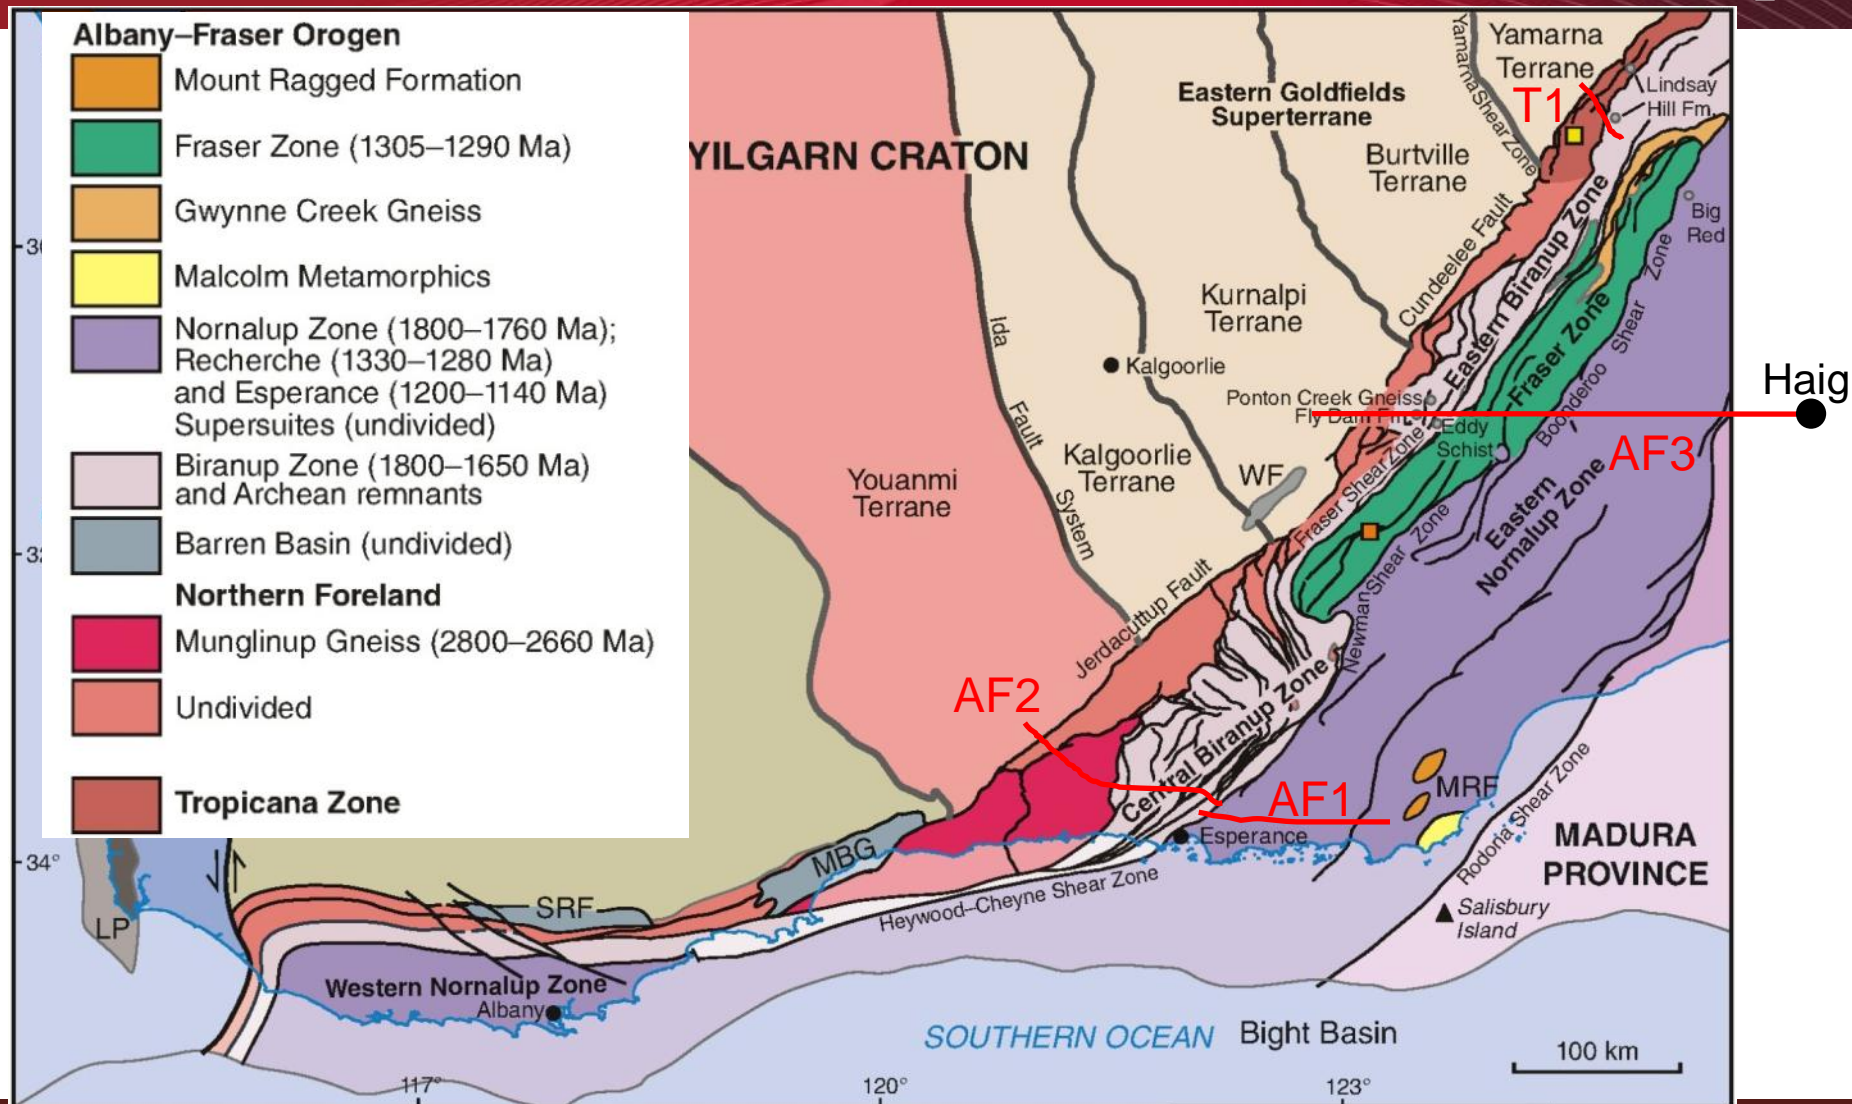 Albany–Fraser Orogen
Mount Ragged Formation
Fraser Zone (1305–1290 Ma)
Gwynne Creek Gneiss
Malcolm Metamorphics
Nornalup Zone (1800–1760 Ma);
Recherche (1330–1280 Ma)
and Esperance (1200–1140 Ma)
Supersuites (undivided)
Biranup Zone (1800–1650 Ma)
and Archean remnants
Barren Basin (undivided)
Northern Foreland
Munglinup Gneiss (2800–2660 Ma)
Undivided
Tropicana Zone
YILGARN CRATON
Eastern Goldfields
Superterrane
Yamarna
Terrane
Yamarna Shear Zone
T1
Lindsay
Hill Fm.
Burtville
Terrane
Big
Red
Cundeelee Fault
Eastern Biranup Zone
Fraser Zone
Boonderoo Shear Zone
Kurnalpi
Terrane
Ida Fault System
Kalgoorlie
Ponton Creek Gneiss
Fly Dam Fm
Haig
Eddy
Schist
AF3
Kalgoorlie
Terrane
WF
Youanmi
Terrane
Fraser Shear Zone
Eastern
Nornalup Zone
Newman Shear Zone
Jerdacuttup Fault
AF2
Central Biranup Zone
AF1
MRF
Esperance
Rodona Shear Zone
MADURA
PROVINCE
34°
MBG
SRF
LP
Heywood–Cheyne Shear Zone
Salisbury
Island
Western Nornalup Zone
Albany
SOUTHERN OCEAN
Bight Basin
100 km
117°
120°
123°